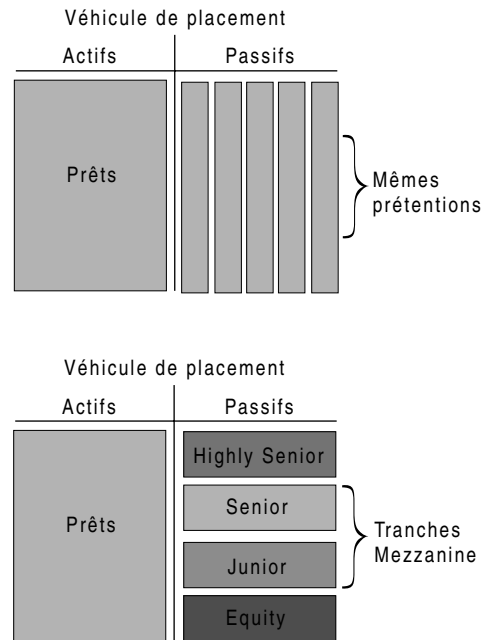 Véhicule de placement
Actifs
Passifs
Prêts
Mêmes
prétentions
Véhicule de placement
Actifs
Passifs
Highly Senior
Senior
Prêts
Tranches
Mezzanine
Junior
Equity